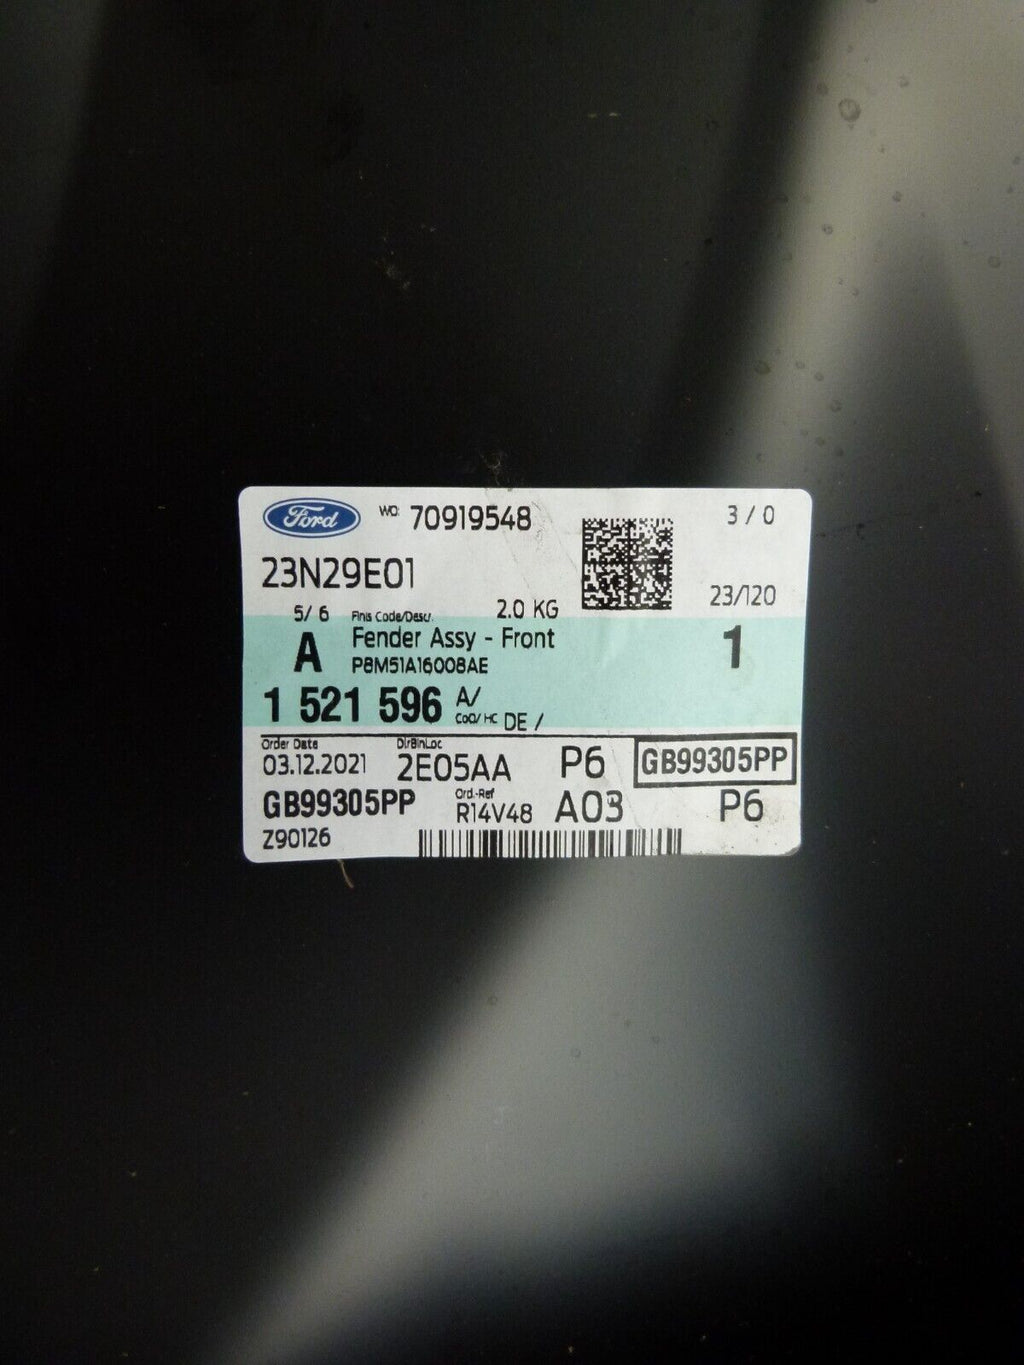 Ford WO: 70919548 3 / 0
23N29E01 23/120
5/ 6 Finis Code/Descr. 2.0 KG
A Fender Assy - Front 1
P8M51A16008AE
1 521 596 A/
CoO/ HC DE /
Order Date DlrBinLoc
03.12.2021 2E05AA P6 GB99305PP
GB99305PP Ord.-Ref R14V48 A03 P6
Z90126